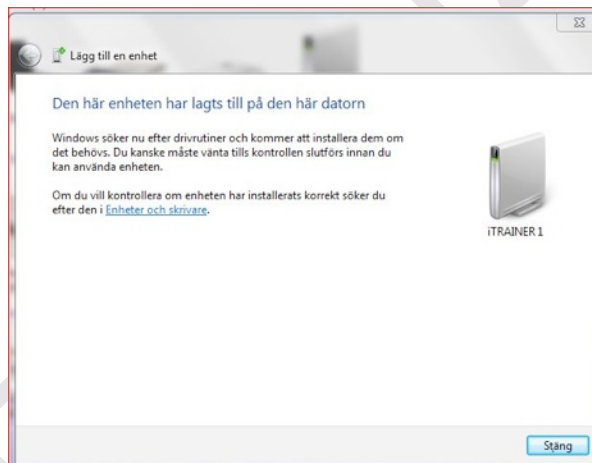 Lägg till en enhet
Den här enheten har lagts till på den här datorn
Windows söker nu efter drivrutiner och kommer att installera dem om
det behövs. Du kanske måste vänta tills kontrollen slutförs innan du
kan använda enheten.
Om du vill kontrollera om enheten har installerats korrekt söker du
efter den i Enheter och skrivare.
iTRAINER 1
Stäng